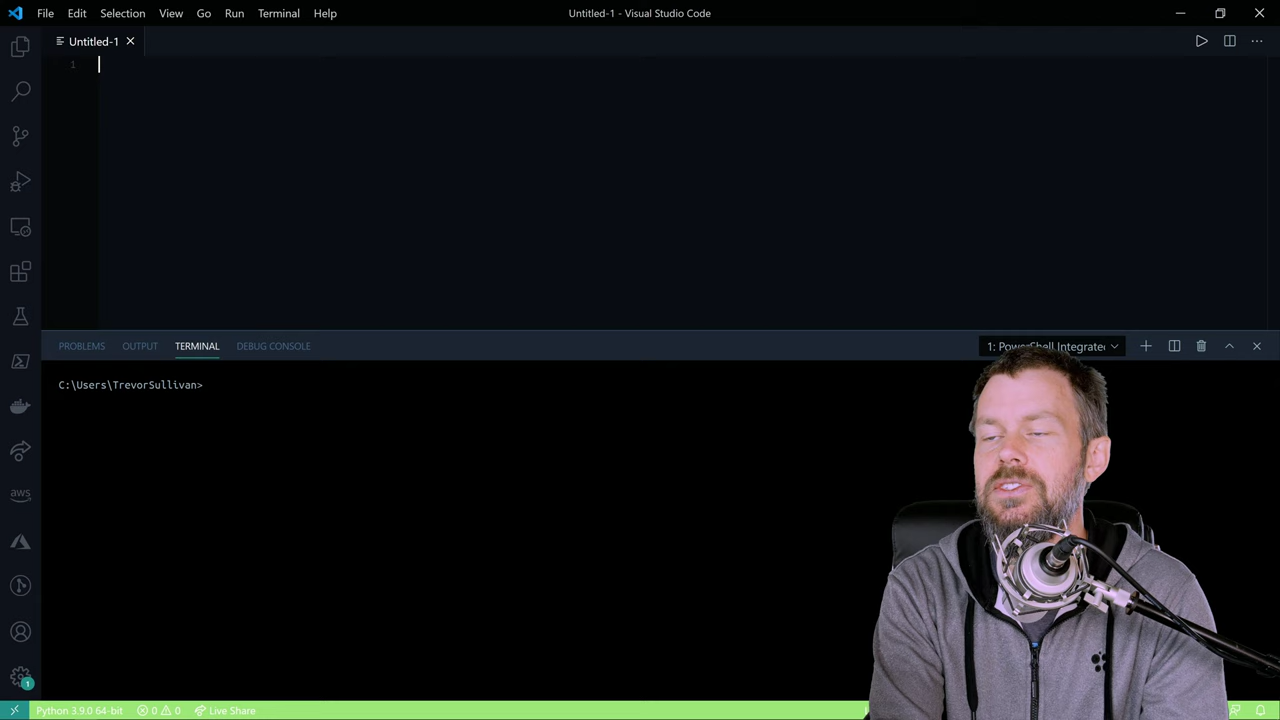 File Edit Selection View Go Run Terminal Help Untitled-1 - Visual Studio Code
Untitled-1
1
PROBLEMS OUTPUT TERMINAL DEBUG CONSOLE 1: PowerShell Integrated
C:\Users\TrevorSullivan>
aws
1
Python 3.9.0 64-bit 0 0 Live Share